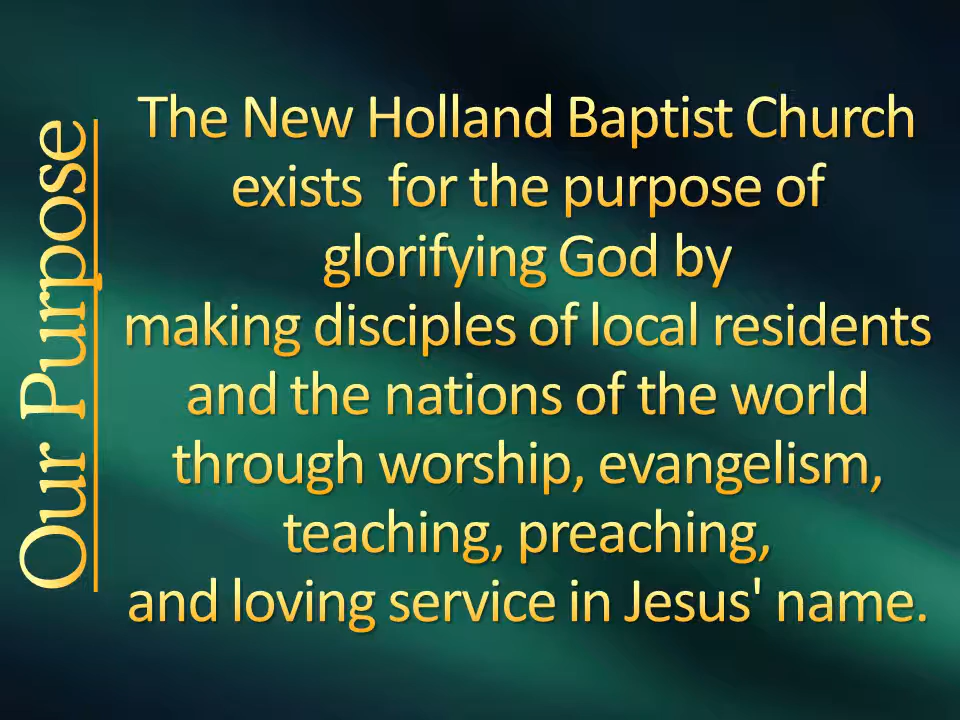 Our Purpose
The New Holland Baptist Church
exists  for the purpose of
glorifying God by
making disciples of local residents
and the nations of the world
through worship, evangelism,
teaching, preaching,
and loving service in Jesus' name.